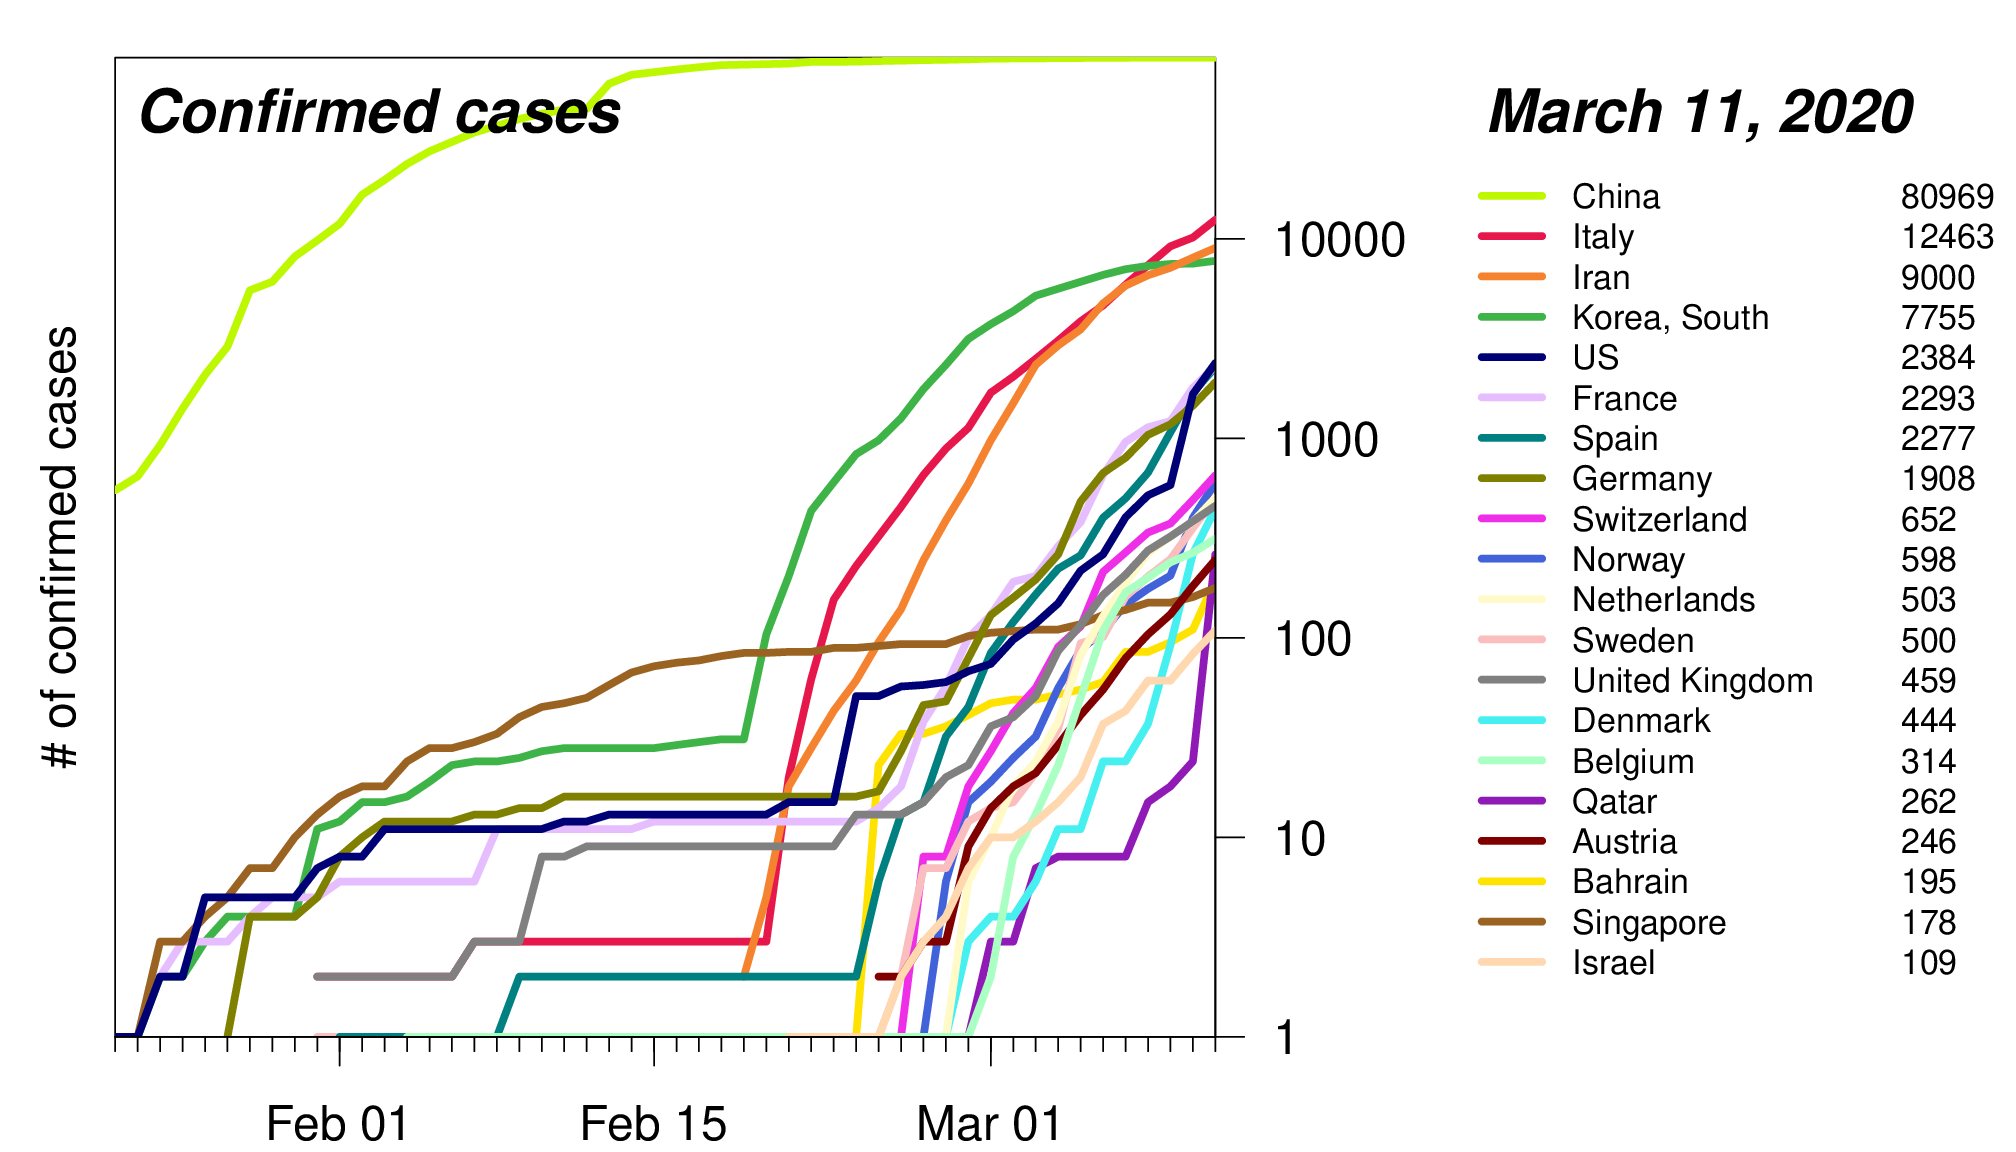 Confirmed cases
March 11, 2020
# of confirmed cases
10000
1000
100
10
1
Feb 01
Feb 15
Mar 01
China 80969
Italy 12463
Iran 9000
Korea, South 7755
US 2384
France 2293
Spain 2277
Germany 1908
Switzerland 652
Norway 598
Netherlands 503
Sweden 500
United Kingdom 459
Denmark 444
Belgium 314
Qatar 262
Austria 246
Bahrain 195
Singapore 178
Israel 109